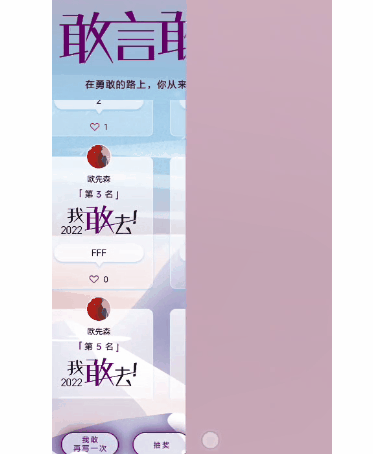 敢言敢
在勇敢的路上，你从来
2
♡ 1
欧先森
「第 3 名」
我敢去!
2022
FFF
♡ 0
欧先森
「第 5 名」
我敢去!
2022
我敢
再写一次
抽奖